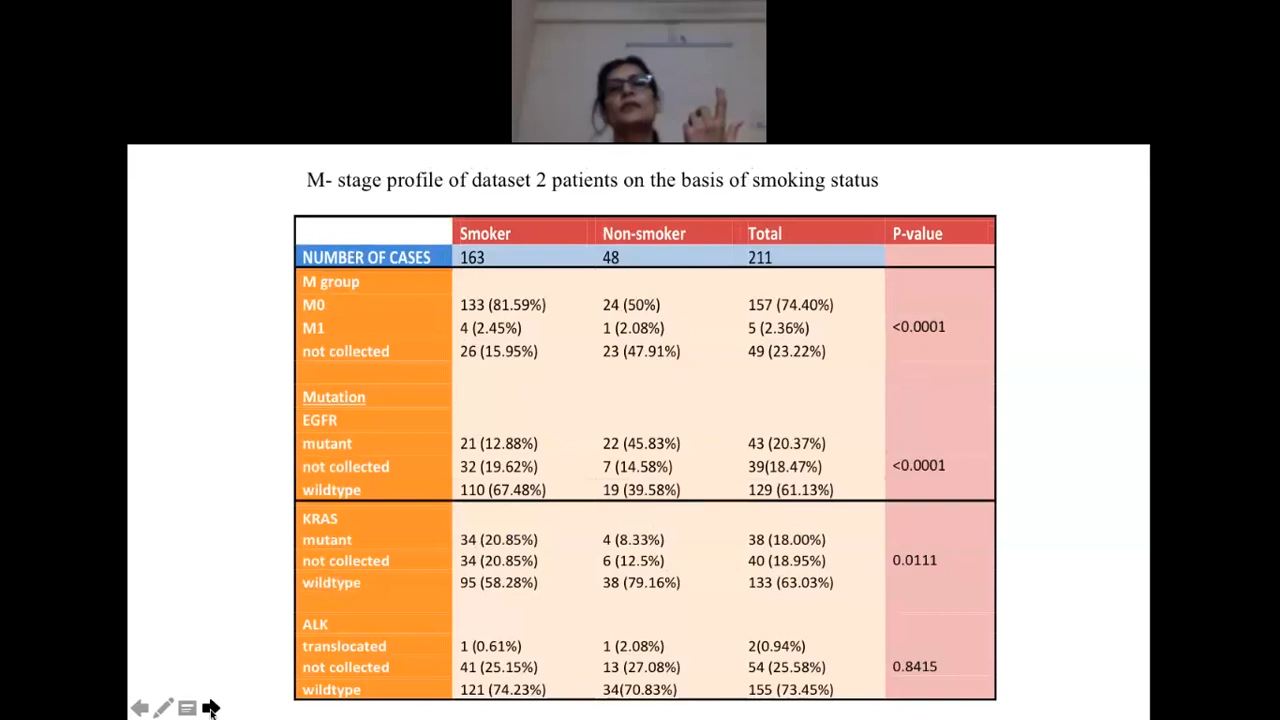 M- stage profile of dataset 2 patients on the basis of smoking status
Smoker Non-smoker Total P-value
NUMBER OF CASES 163 48 211
M group
M0 133 (81.59%) 24 (50%) 157 (74.40%)
M1 4 (2.45%) 1 (2.08%) 5 (2.36%) <0.0001
not collected 26 (15.95%) 23 (47.91%) 49 (23.22%)
Mutation
EGFR
mutant 21 (12.88%) 22 (45.83%) 43 (20.37%)
not collected 32 (19.62%) 7 (14.58%) 39(18.47%) <0.0001
wildtype 110 (67.48%) 19 (39.58%) 129 (61.13%)
KRAS
mutant 34 (20.85%) 4 (8.33%) 38 (18.00%)
not collected 34 (20.85%) 6 (12.5%) 40 (18.95%) 0.0111
wildtype 95 (58.28%) 38 (79.16%) 133 (63.03%)
ALK
translocated 1 (0.61%) 1 (2.08%) 2(0.94%)
not collected 41 (25.15%) 13 (27.08%) 54 (25.58%) 0.8415
wildtype 121 (74.23%) 34(70.83%) 155 (73.45%)